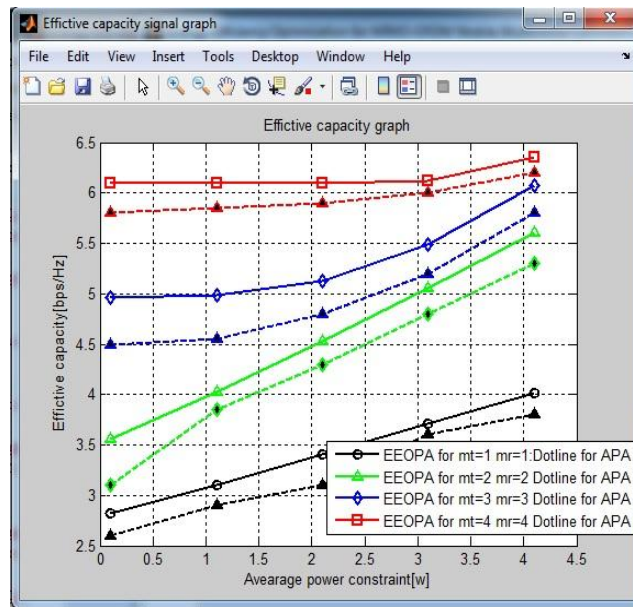 Effictive capacity signal graph
File Edit View Insert Tools Desktop Window Help
Effictive capacity graph
6.5
6
5.5
5
4.5
4
3.5
3
2.5
Effictive capacity[bps/Hz]
EEOPA for mt=1 mr=1:Dotline for APA
EEOPA for mt=2 mr=2 Dotline for APA
EEOPA for mt=3 mr=3 Dotline for APA
EEOPA for mt=4 mr=4 Dotline for APA
0 0.5 1 1.5 2 2.5 3 3.5 4 4.5
Avearage power constraint[w]